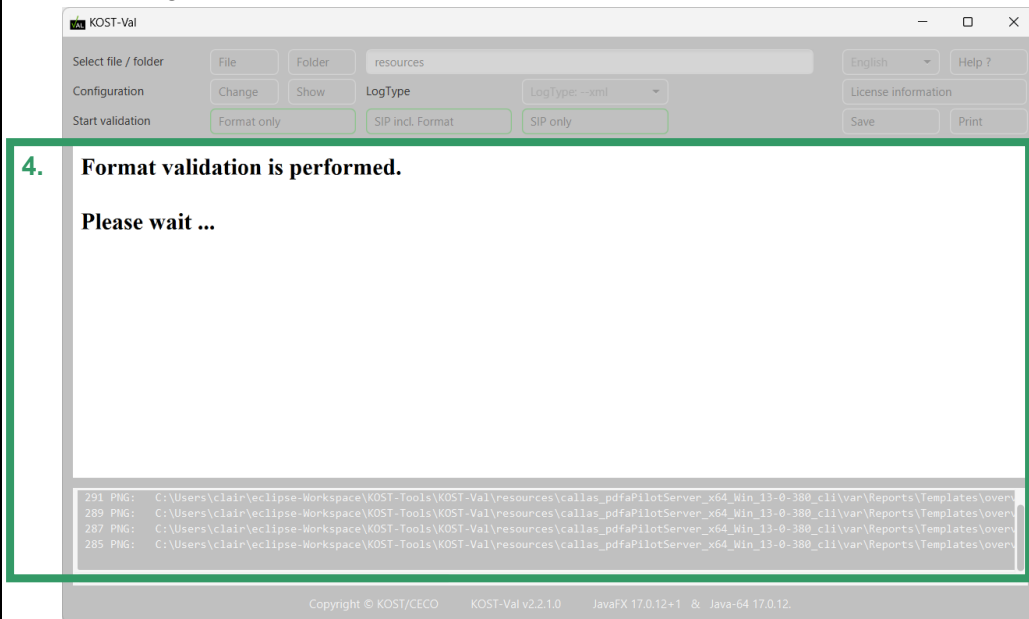 KOST-Val
Select file / folder File Folder resources English Help ?
Configuration Change Show LogType LogType: --xml License information
Start validation Format only SIP incl. Format SIP only Save Print
4.
Format validation is performed.
Please wait ...
291 PNG: C:\Users\clair\eclipse-Workspace\KOST-Tools\KOST-Val\resources\callas_pdfaPilotServer_x64_Win_13-0-380_cli\var\Reports\Templates\overv
289 PNG: C:\Users\clair\eclipse-Workspace\KOST-Tools\KOST-Val\resources\callas_pdfaPilotServer_x64_Win_13-0-380_cli\var\Reports\Templates\overv
287 PNG: C:\Users\clair\eclipse-Workspace\KOST-Tools\KOST-Val\resources\callas_pdfaPilotServer_x64_Win_13-0-380_cli\var\Reports\Templates\overv
285 PNG: C:\Users\clair\eclipse-Workspace\KOST-Tools\KOST-Val\resources\callas_pdfaPilotServer_x64_Win_13-0-380_cli\var\Reports\Templates\overv
Copyright © KOST/CECO KOST-Val v2.2.1.0 JavaFX 17.0.12+1 & Java-64 17.0.12.